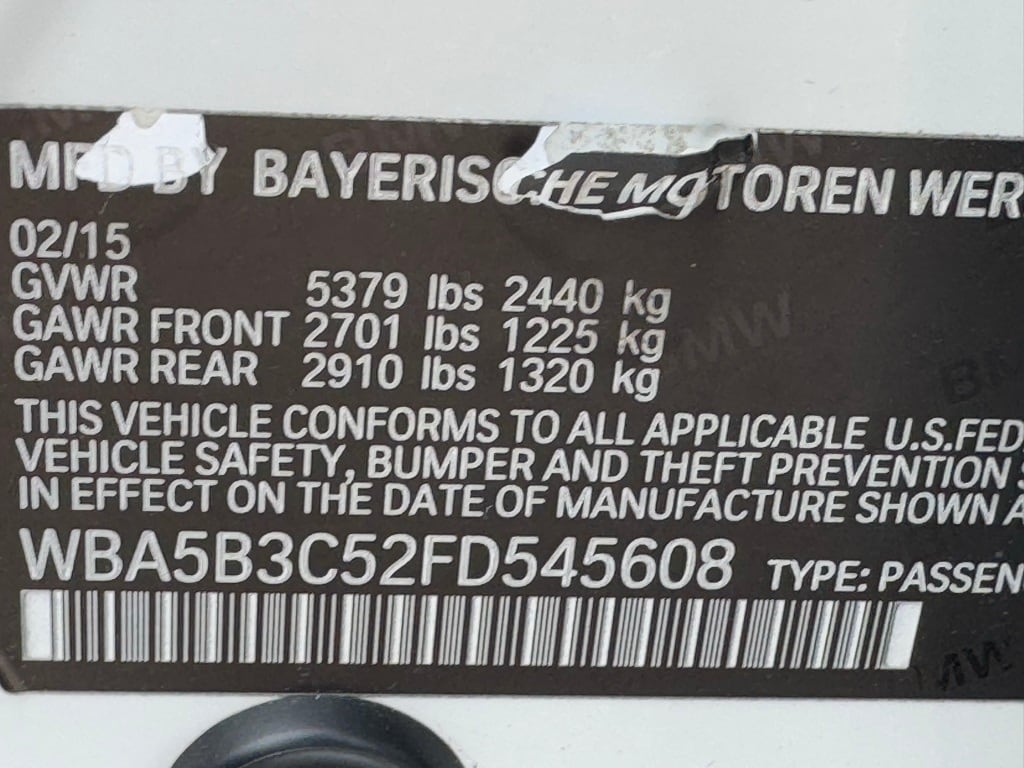 MFD BY BAYERISCHE MOTOREN WER
02/15
GVWR 5379 lbs 2440 kg
GAWR FRONT 2701 lbs 1225 kg
GAWR REAR 2910 lbs 1320 kg
THIS VEHICLE CONFORMS TO ALL APPLICABLE U.S.FED
VEHICLE SAFETY, BUMPER AND THEFT PREVENTION S
IN EFFECT ON THE DATE OF MANUFACTURE SHOWN A
WBA5B3C52FD545608 TYPE: PASSEN